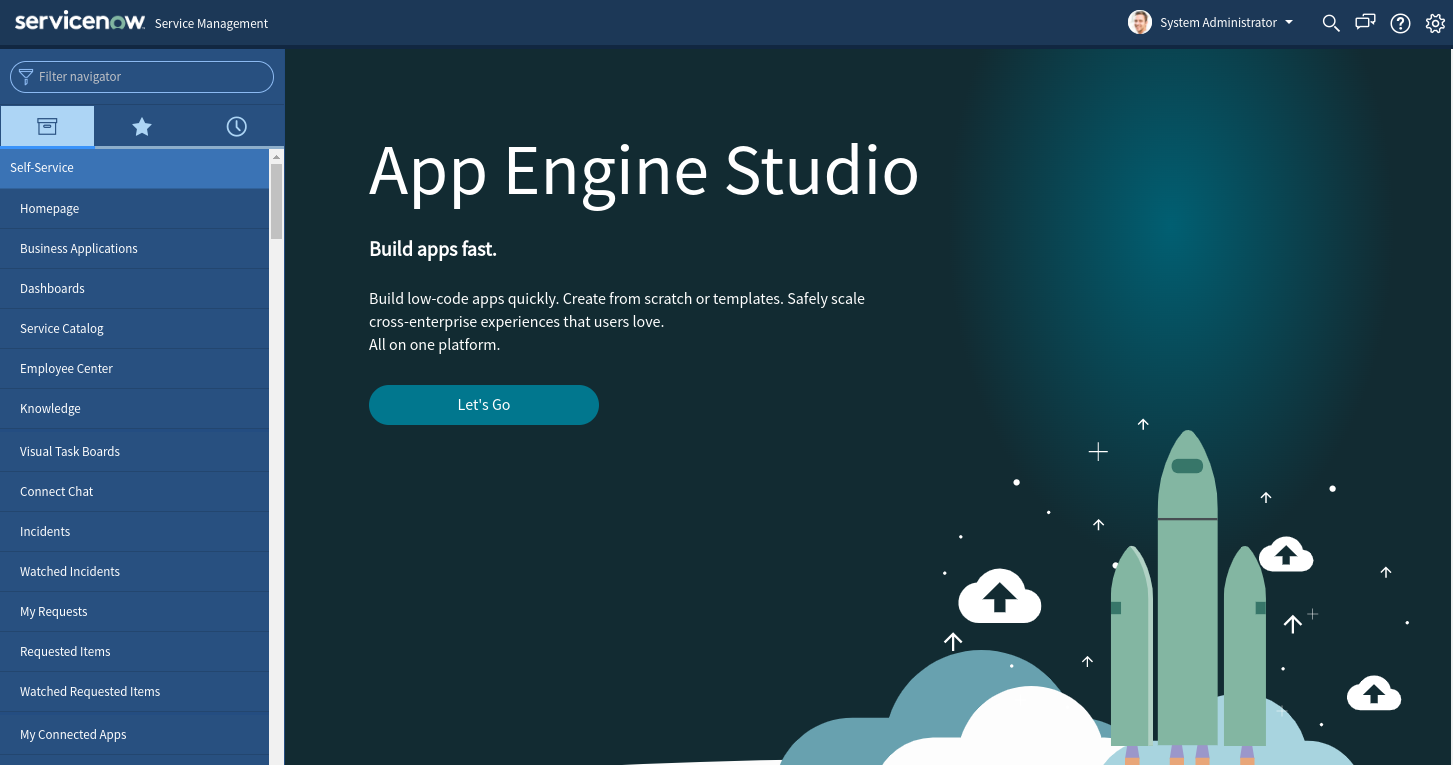 servicenow Service Management
System Administrator
Filter navigator
Self-Service
Homepage
Business Applications
Dashboards
Service Catalog
Employee Center
Knowledge
Visual Task Boards
Connect Chat
Incidents
Watched Incidents
My Requests
Requested Items
Watched Requested Items
My Connected Apps
App Engine Studio
Build apps fast.
Build low-code apps quickly. Create from scratch or templates. Safely scale
cross-enterprise experiences that users love.
All on one platform.
Let's Go